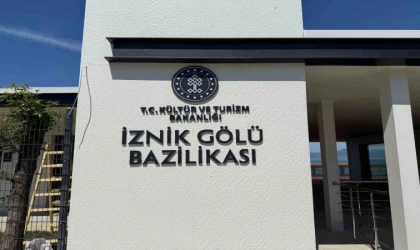 T.C. KÜLTÜR VE TURİZM
BAKANLIĞI
İZNİK GÖLÜ
BAZİLİKASI